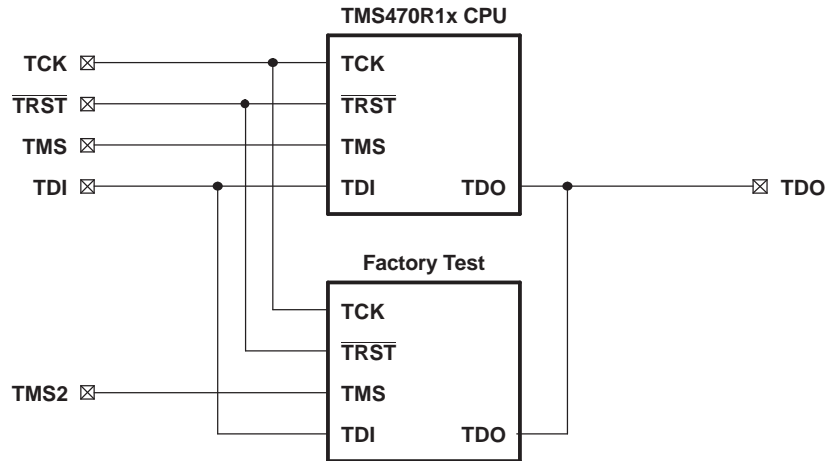 TMS470R1x CPU
TCK
TCK
TRST
TRST
TMS
TMS
TDI
TDI
TDO
TDO
Factory Test
TCK
TRST
TMS2
TMS
TDI
TDO